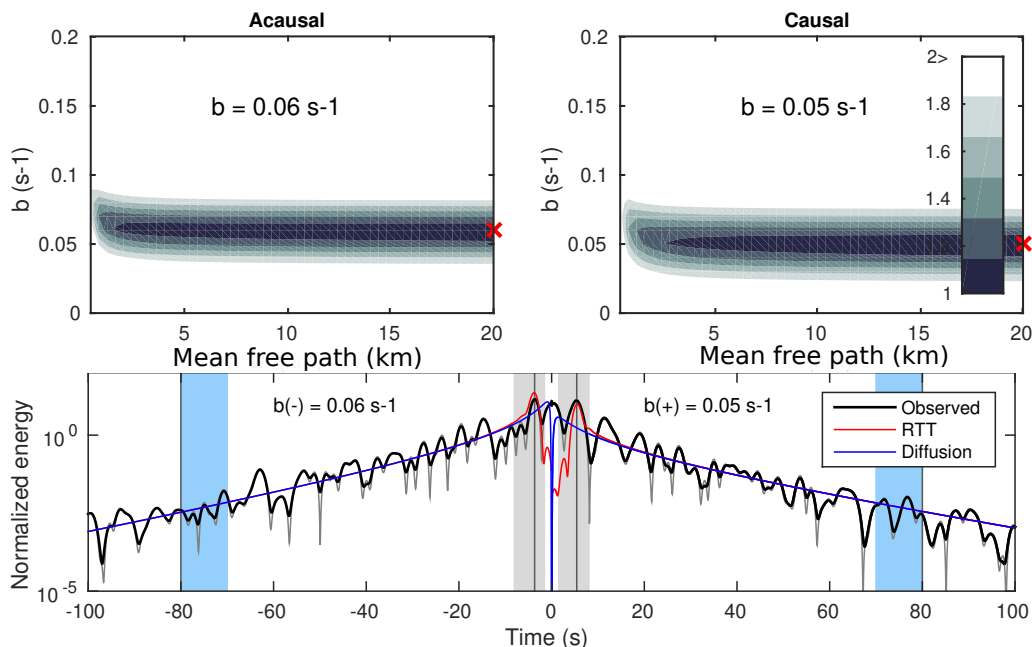 Acausal
Causal
0.2
0.15
0.1
0.05
0
b (s-1)
b = 0.06 s-1
5
10
15
20
Mean free path (km)
0.2
0.15
0.1
0.05
0
b (s-1)
b = 0.05 s-1
2>
1.8
1.6
1.4
1
5
10
15
20
Mean free path (km)
Normalized energy
10^0
10^-5
b(-) = 0.06 s-1
b(+) = 0.05 s-1
Observed
RTT
Diffusion
-100
-80
-60
-40
-20
0
20
40
60
80
100
Time (s)